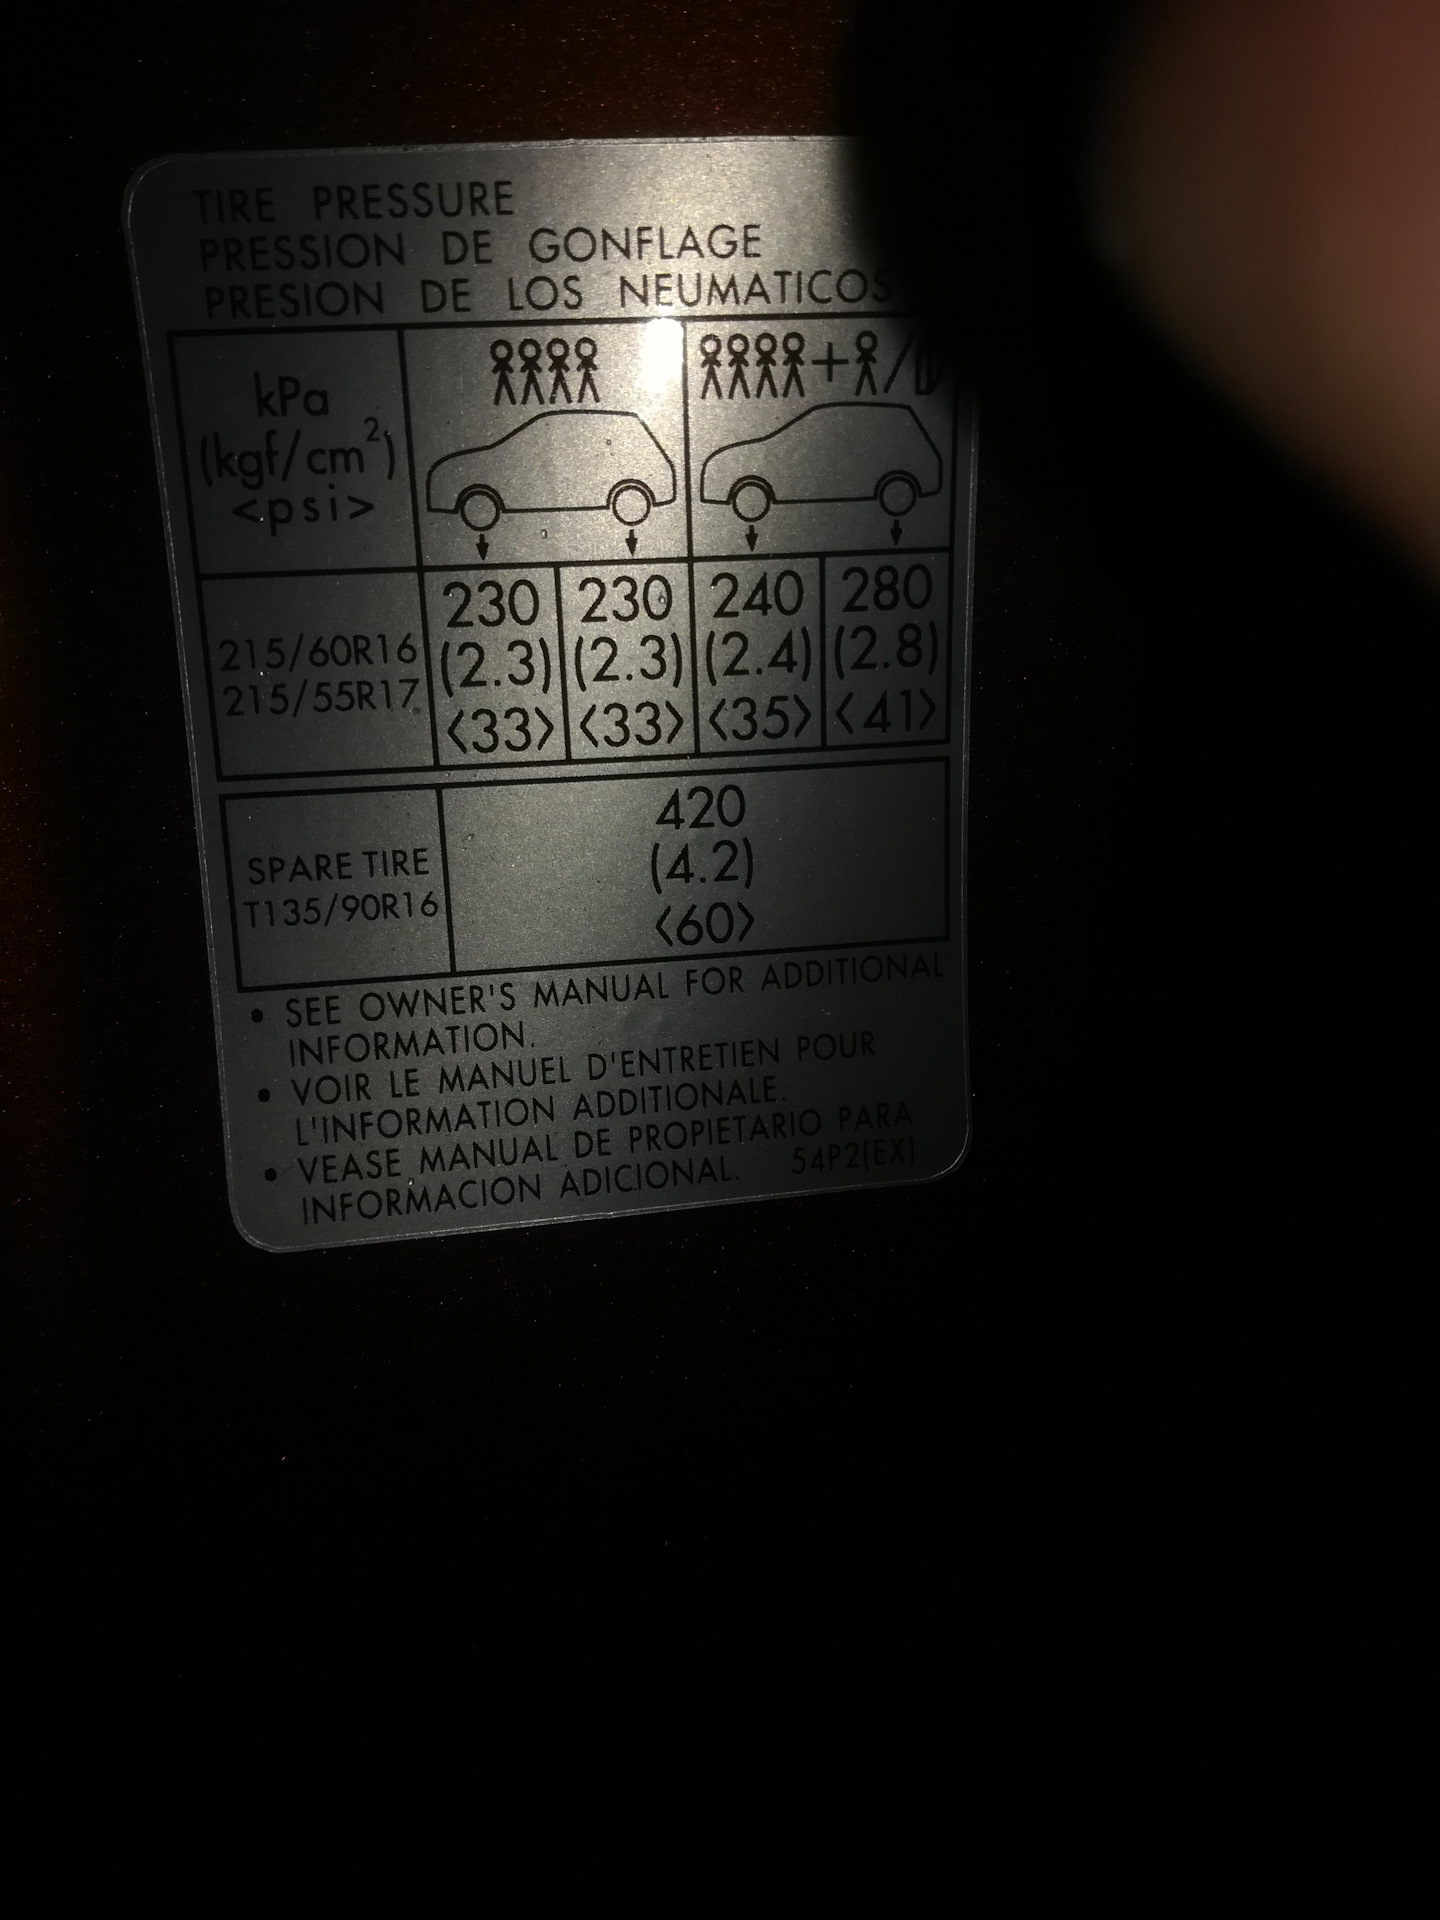 TIRE PRESSURE
PRESSION DE GONFLAGE
PRESION DE LOS NEUMATICOS
kPa
(kgf/cm²)
<psi>
+ /
215/60R16
215/55R17
230 230 240 280
(2.3) (2.3) (2.4) (2.8)
<33> <33> <35> <41>
SPARE TIRE
T135/90R16
420
(4.2)
<60>
• SEE OWNER'S MANUAL FOR ADDITIONAL
INFORMATION.
• VOIR LE MANUEL D'ENTRETIEN POUR
L'INFORMATION ADDITIONALE.
• VEASE MANUAL DE PROPIETARIO PARA
INFORMACION ADICIONAL. 54P2(EX)